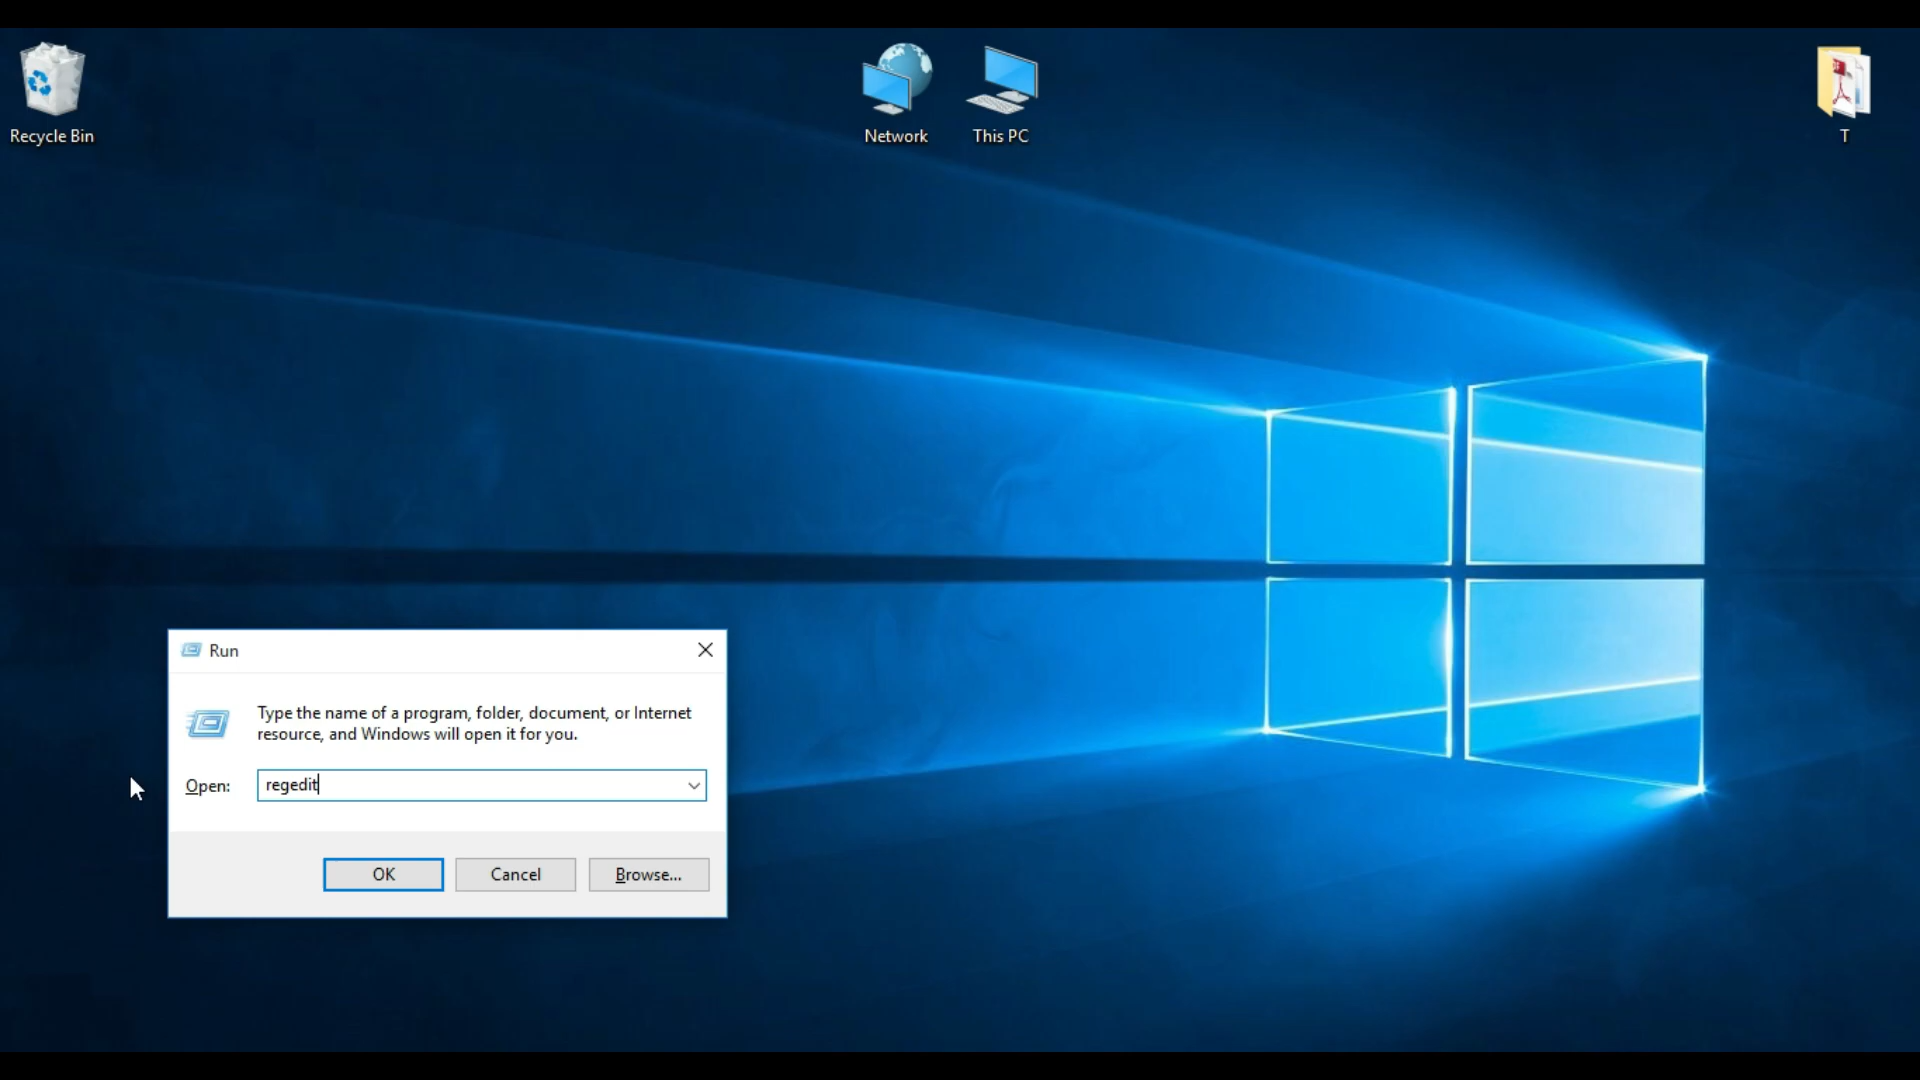 Recycle Bin
Network
This PC
T
Run
Type the name of a program, folder, document, or Internet
resource, and Windows will open it for you.
Open:
regedit
OK
Cancel
Browse...